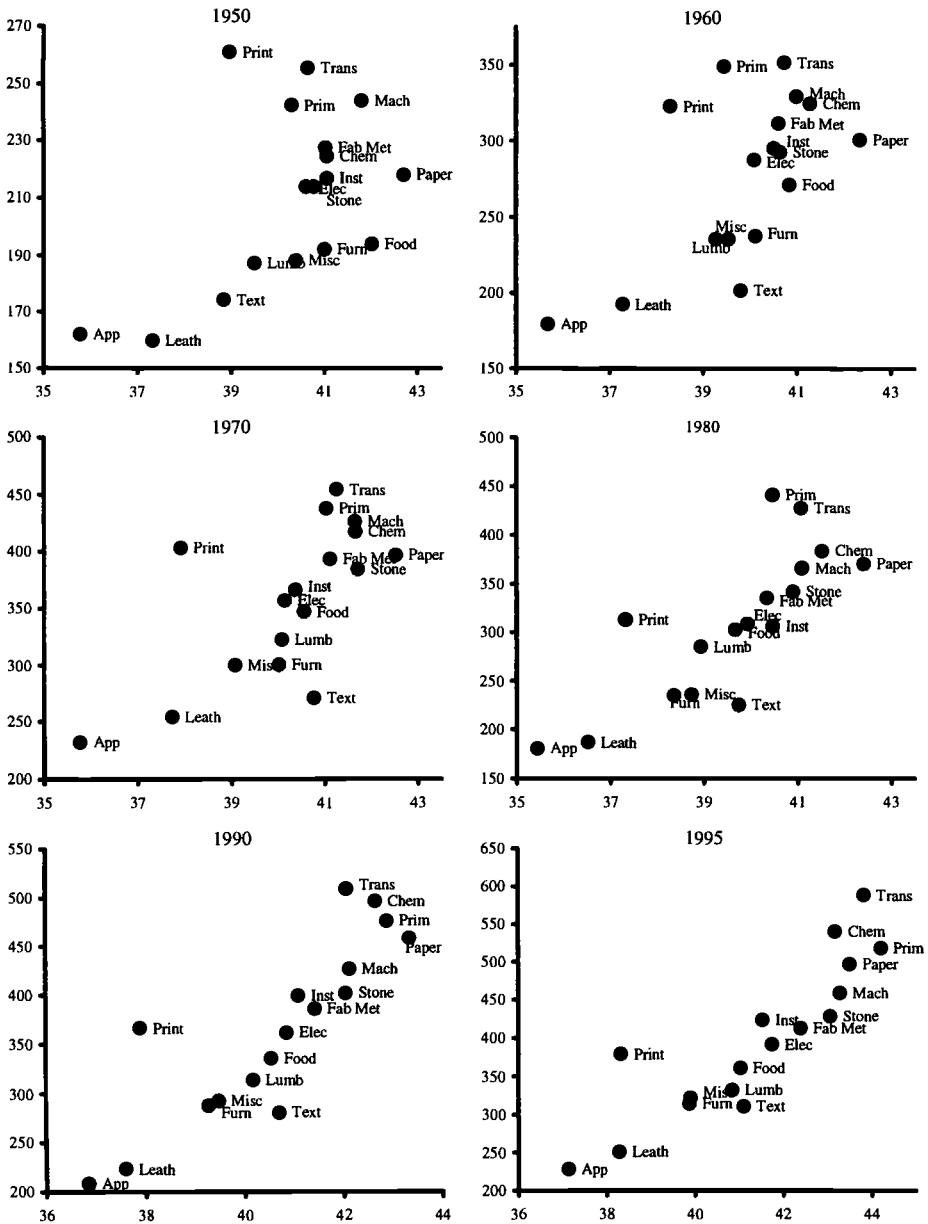 1950
270
250
230
210
190
170
150
Print
Trans
Prim
Mach
Fab Met
Chem
Inst
Paper
Elec
Stone
Furn
Food
Lumb
Misc
Text
App
Leath
35
37
39
41
43
1960
350
300
250
200
150
Prim
Trans
Mach
Chem
Print
Fab Met
Inst
Stone
Paper
Elec
Food
Misc
Lumb
Furn
Text
Leath
App
35
37
39
41
43
1970
500
450
400
350
300
250
200
Trans
Prim
Mach
Chem
Print
Fab Met
Paper
Stone
Inst
Elec
Food
Lumb
Misc
Furn
Text
Leath
App
35
37
39
41
43
1980
500
450
400
350
300
250
200
150
Prim
Trans
Chem
Mach
Paper
Stone
Fab Met
Print
Elec
Food
Inst
Lumb
Furn
Misc
Text
Leath
App
35
37
39
41
43
1990
550
500
450
400
350
300
250
200
Trans
Chem
Prim
Paper
Mach
Inst
Stone
Fab Met
Print
Elec
Food
Lumb
Misc
Furn
Text
Leath
App
36
38
40
42
44
1995
650
600
550
500
450
400
350
300
250
200
Trans
Chem
Prim
Paper
Mach
Inst
Stone
Fab Met
Print
Elec
Food
Misc
Lumb
Furn
Text
Leath
App
36
38
40
42
44